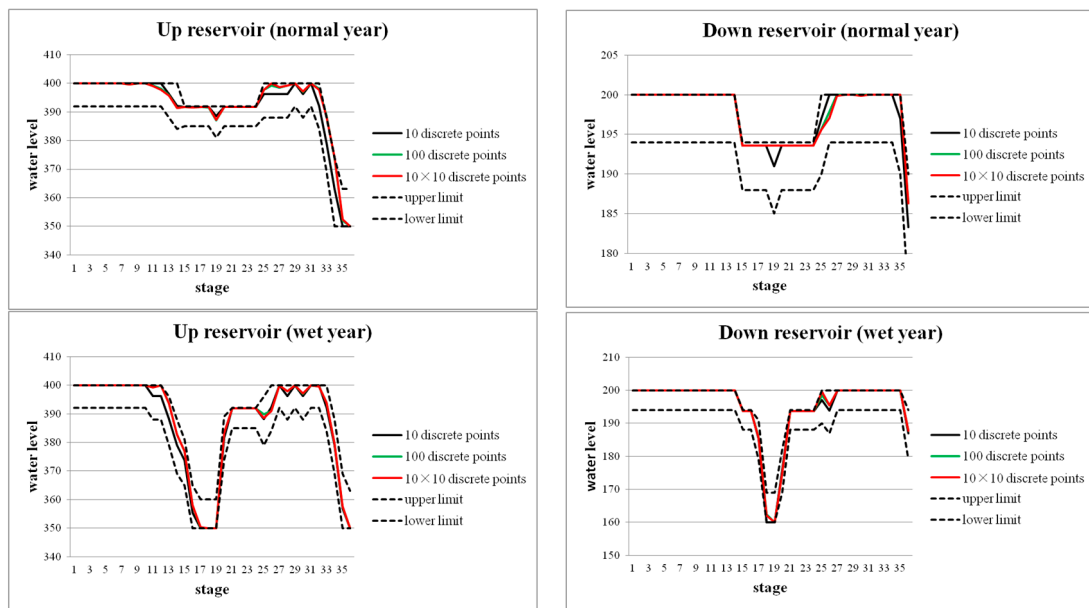 Up reservoir (normal year)
410
400
390
380
370
360
350
340
water level
1 3 5 7 9 11 13 15 17 19 21 23 25 27 29 31 33 35
stage
10 discrete points
100 discrete points
10×10 discrete points
upper limit
lower limit
Down reservoir (normal year)
205
200
195
190
185
180
water level
1 3 5 7 9 11 13 15 17 19 21 23 25 27 29 31 33 35
stage
10 discrete points
100 discrete points
10×10 discrete points
upper limit
lower limit
Up reservoir (wet year)
410
400
390
380
370
360
350
340
water level
1 3 5 7 9 11 13 15 17 19 21 23 25 27 29 31 33 35
stage
10 discrete points
100 discrete points
10×10 discrete points
upper limit
lower limit
Down reservoir (wet year)
210
200
190
180
170
160
150
water level
1 3 5 7 9 11 13 15 17 19 21 23 25 27 29 31 33 35
stage
10 discrete points
100 discrete points
10×10 discrete points
upper limit
lower limit